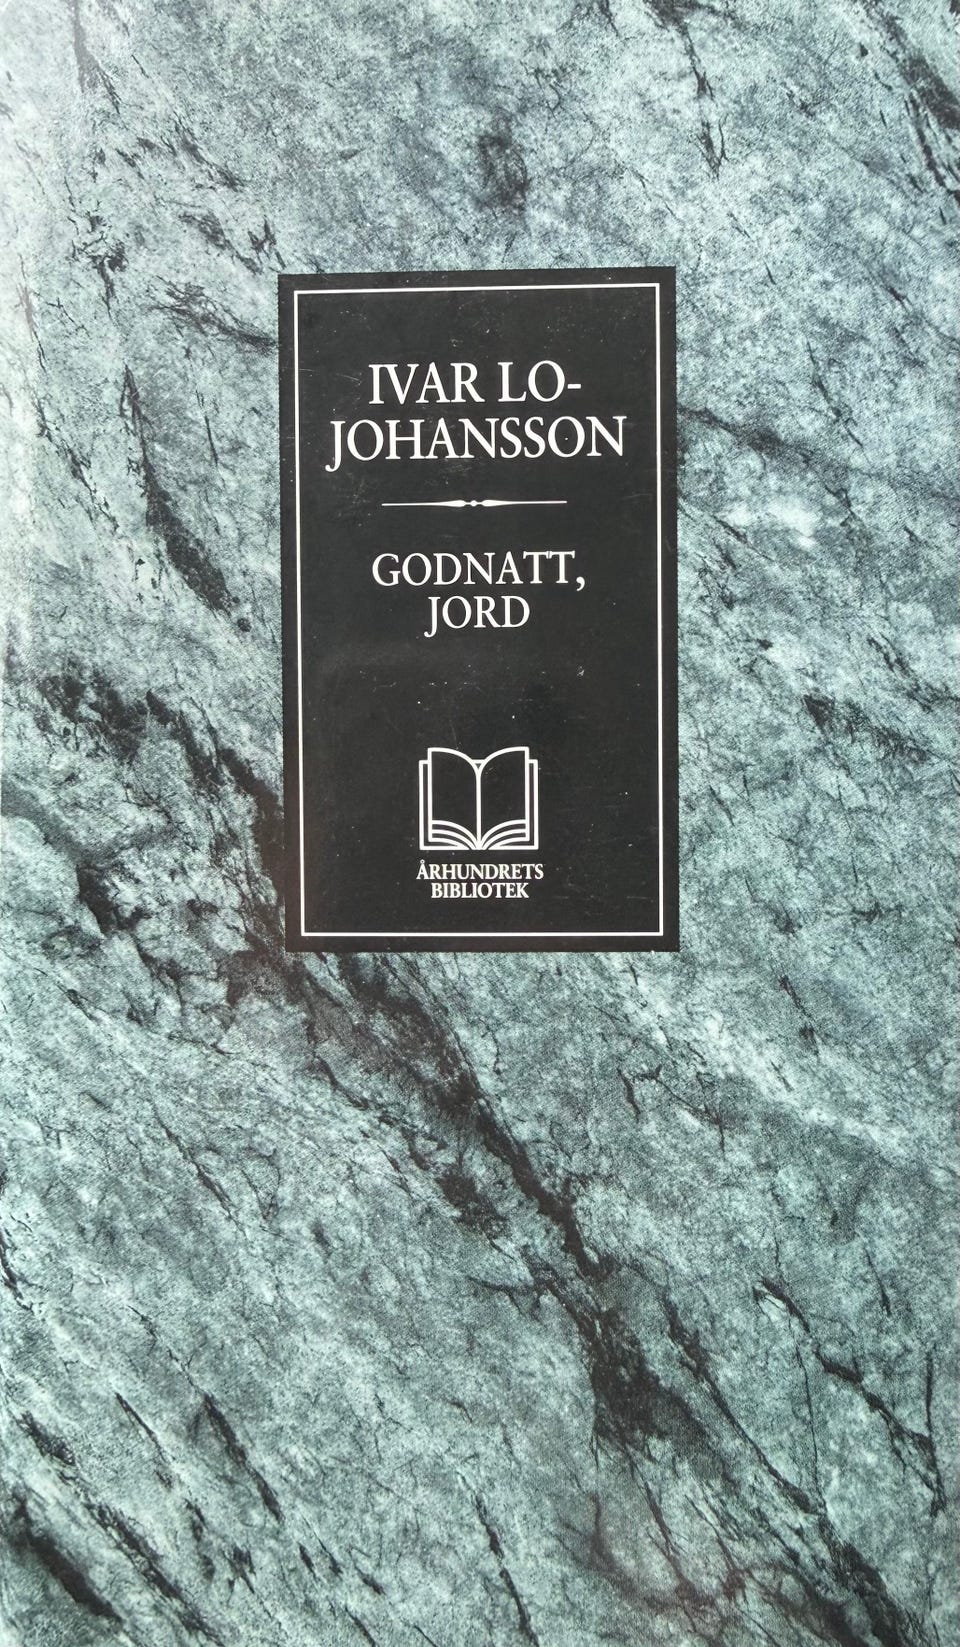 IVAR LO-
JOHANSSON
GODNATT,
JORD
ÅRHUNDRETS
BIBLIOTEK